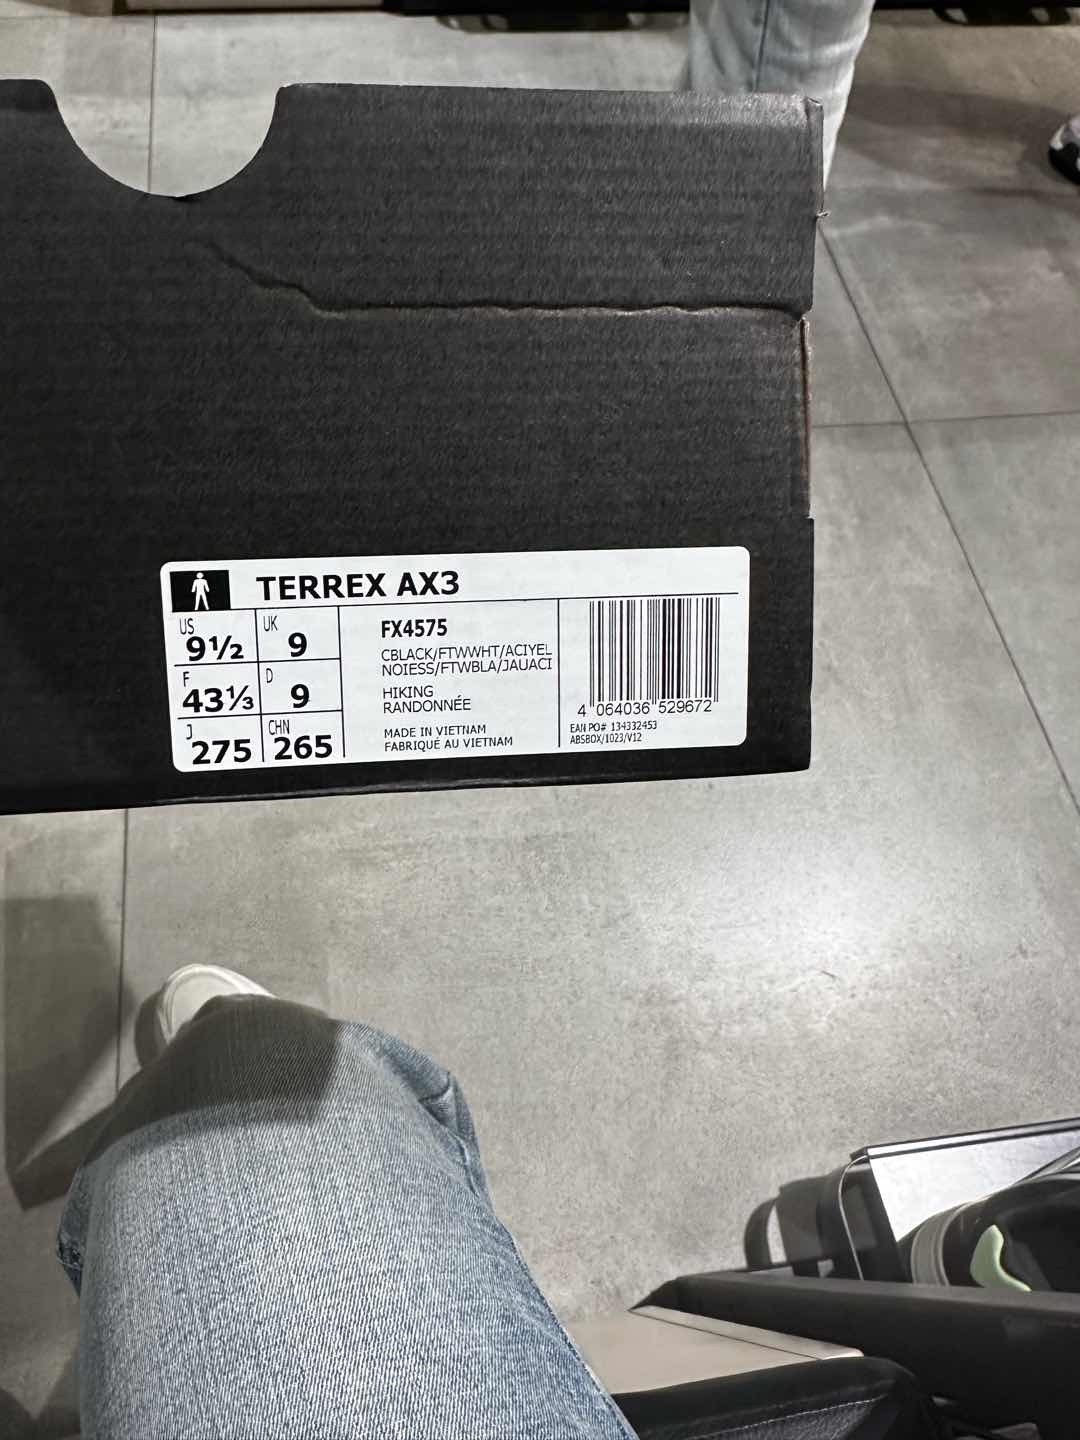 TERREX AX3
US
9½
UK
9
F
43⅓
D
9
J
275
CHN
265
FX4575
CBLACK/FTWWHT/ACIYEL
NOIESS/FTWBLA/JAUACI
HIKING
RANDONNÉE
MADE IN VIETNAM
FABRIQUÉ AU VIETNAM
4 064036 529672
EAN PO# 134332453
ABSBOX/1023/V12